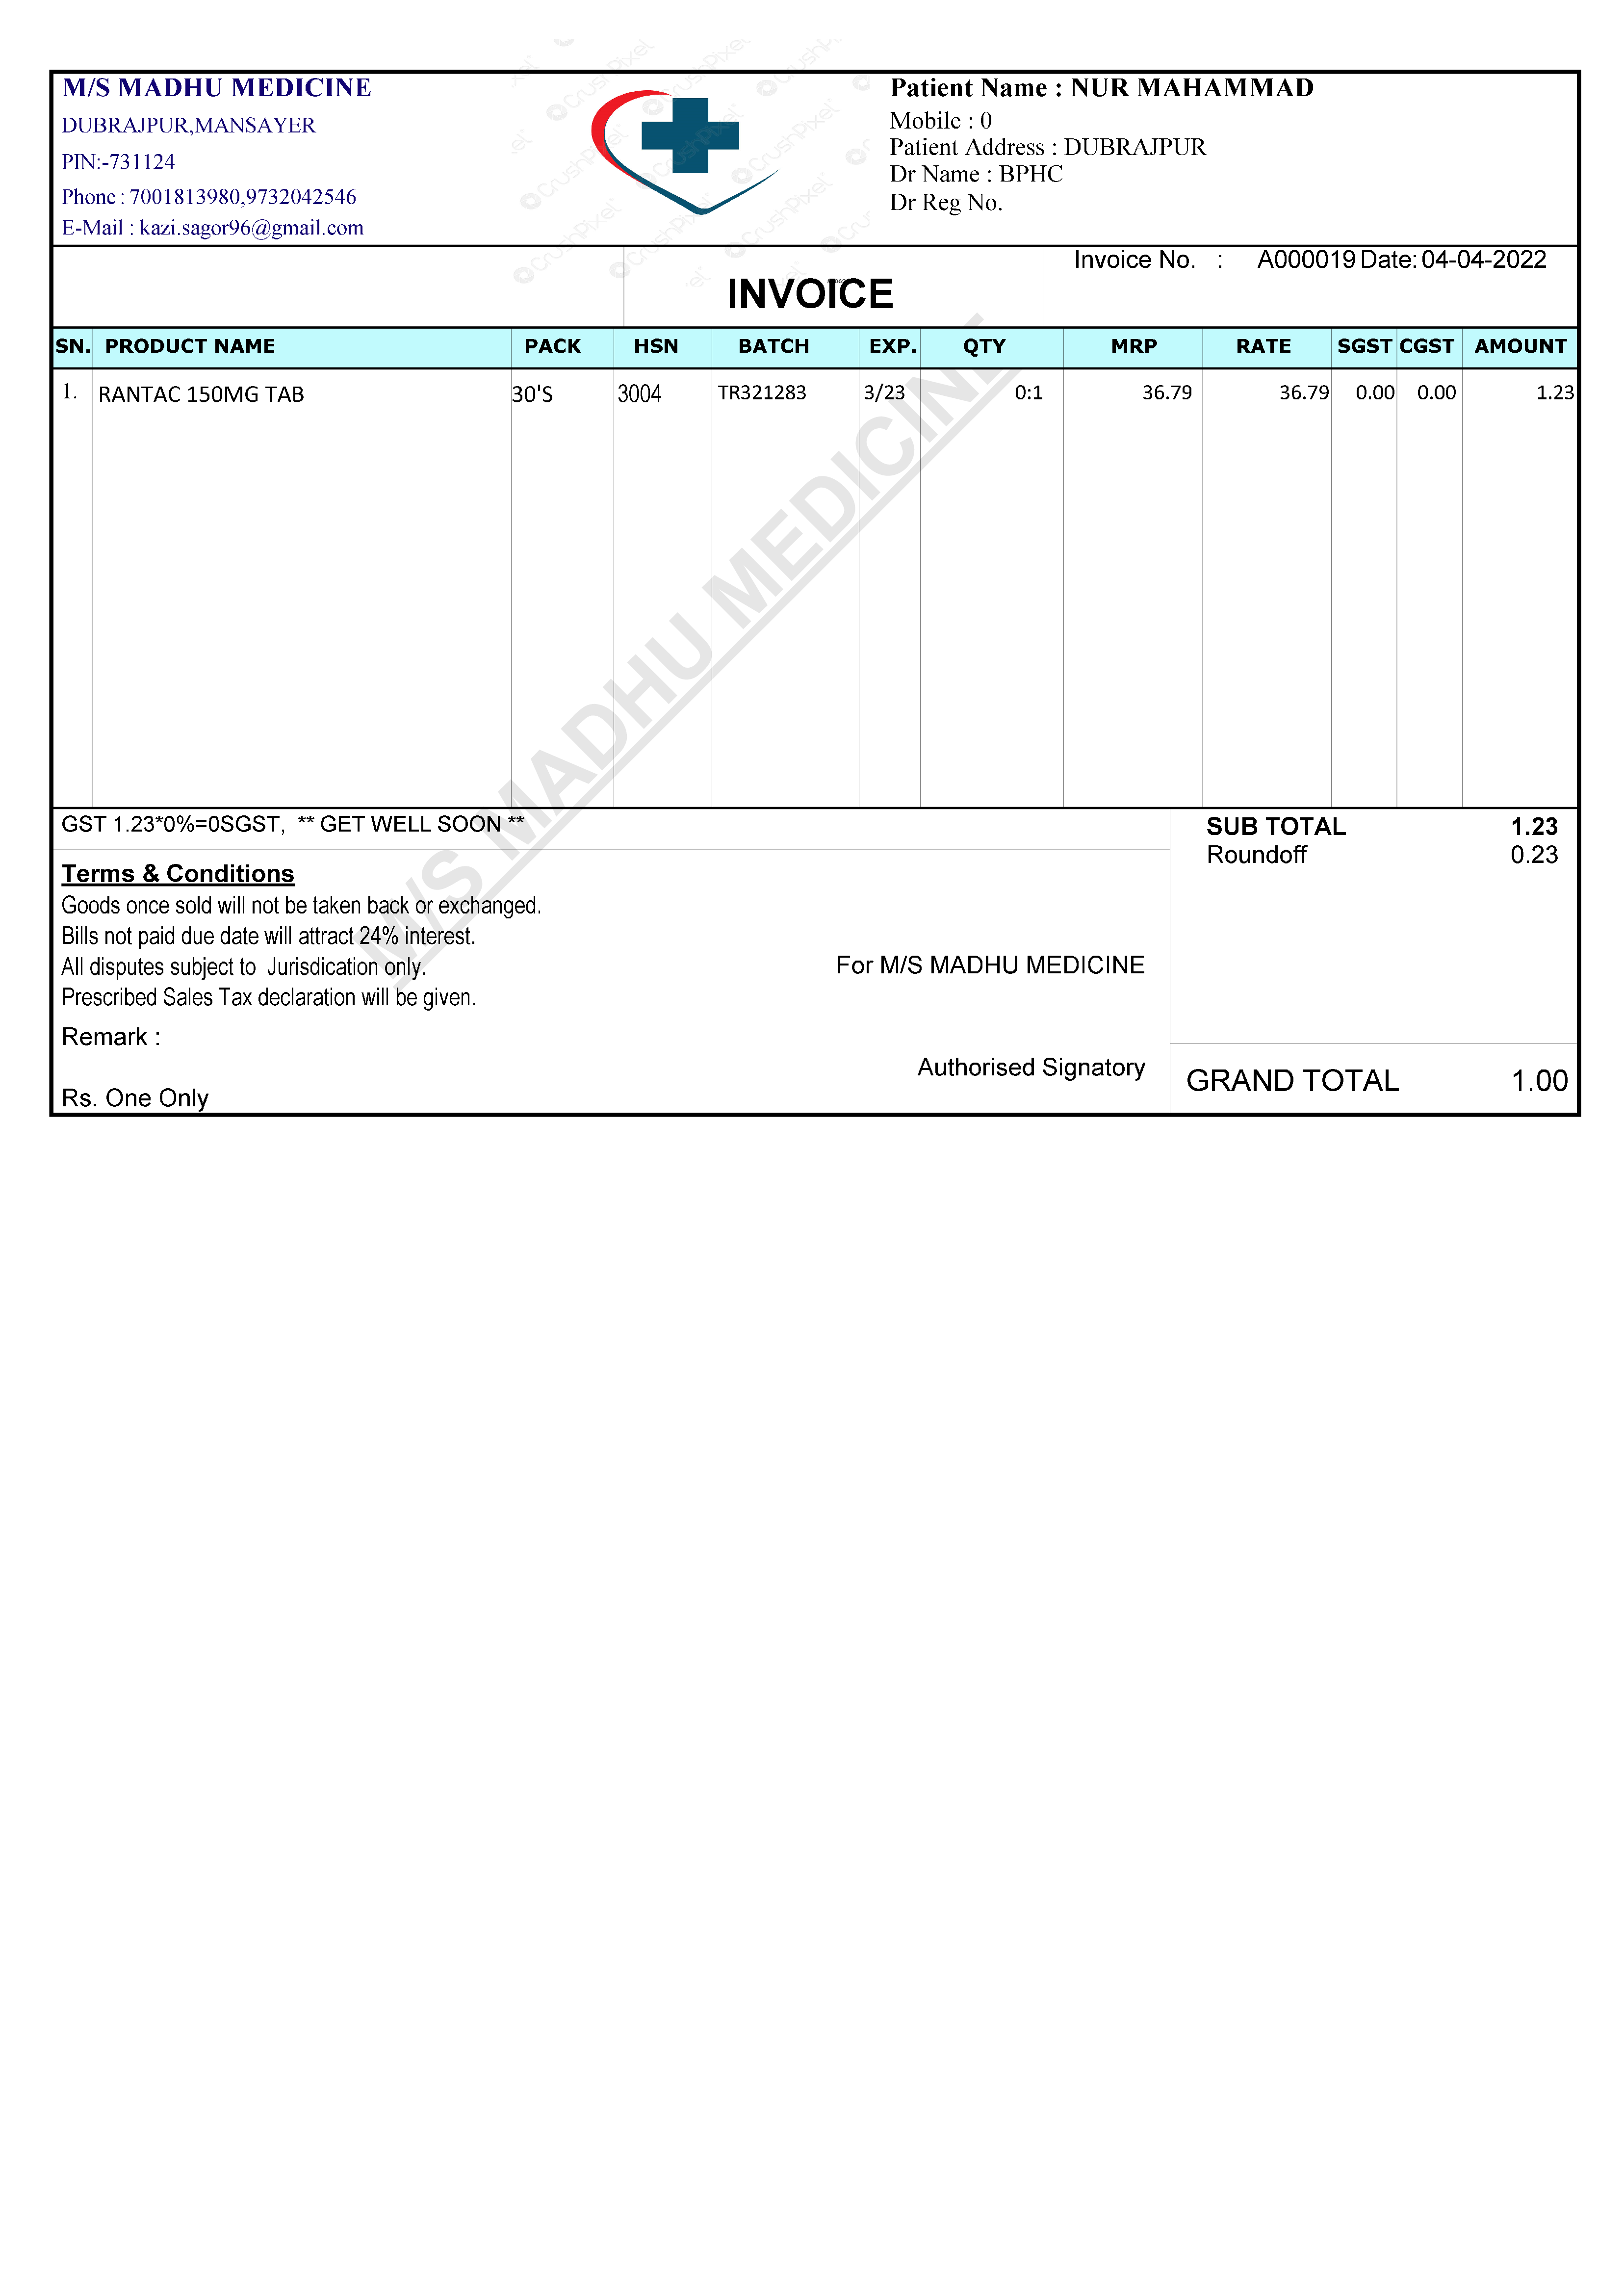 M/S MADHU MEDICINE
DUBRAJPUR,MANSAYER
PIN:-731124
Phone : 7001813980,9732042546
E-Mail : kazi.sagor96@gmail.com
Patient Name : NUR MAHAMMAD
Mobile : 0
Patient Address : DUBRAJPUR
Dr Name : BPHC
Dr Reg No.
CrushPixel
INVOICE
Invoice No. : A000019 Date: 04-04-2022
SN. PRODUCT NAME PACK HSN BATCH EXP. QTY MRP RATE SGST CGST AMOUNT
1. RANTAC 150MG TAB 30'S 3004 TR321283 3/23 0:1 36.79 36.79 0.00 0.00 1.23
M/S MADHU MEDICINE
GST 1.23*0%=0SGST, ** GET WELL SOON **
SUB TOTAL 1.23
Roundoff 0.23
Terms & Conditions
Goods once sold will not be taken back or exchanged.
Bills not paid due date will attract 24% interest.
All disputes subject to Jurisdication only.
Prescribed Sales Tax declaration will be given.
For M/S MADHU MEDICINE
Remark :
Authorised Signatory
GRAND TOTAL 1.00
Rs. One Only